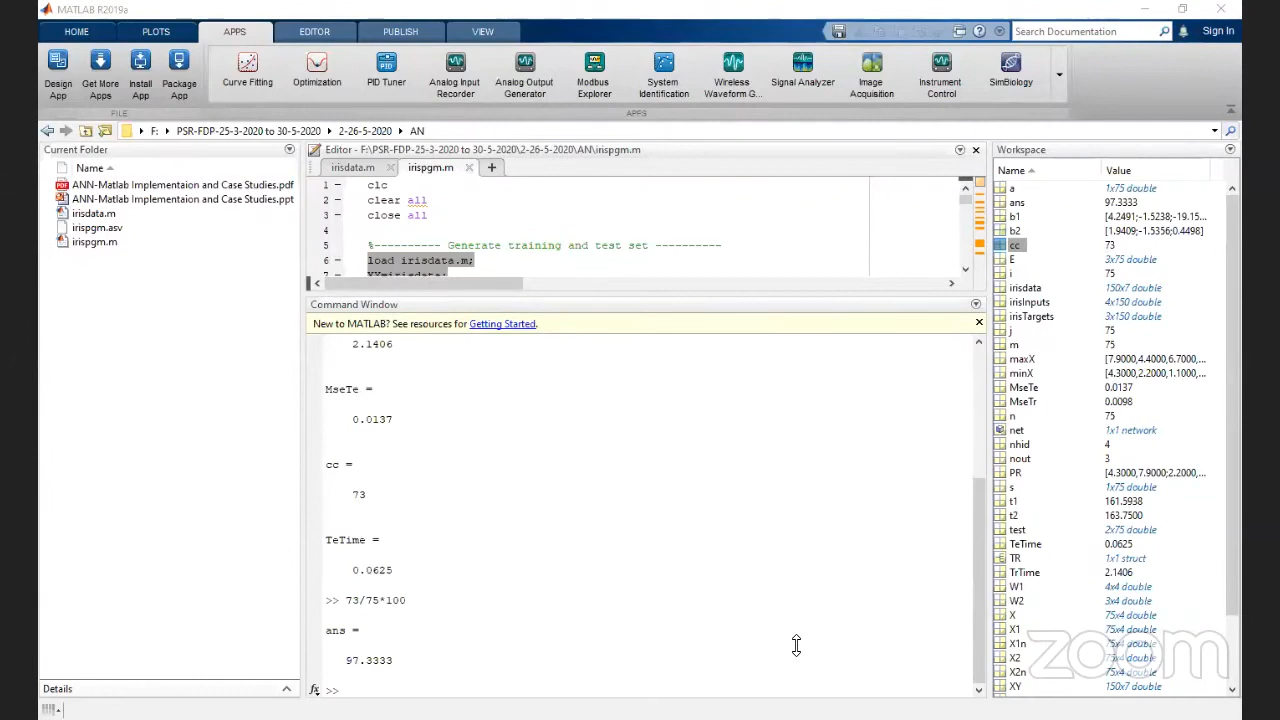 MATLAB R2019a
HOME PLOTS APPS EDITOR PUBLISH VIEW
Search Documentation
Sign In
Design App
Get More Apps
Install App
Package App
Curve Fitting
Optimization
PID Tuner
Analog Input Recorder
Analog Output Generator
Modbus Explorer
System Identification
Wireless Waveform G...
Signal Analyzer
Image Acquisition
Instrument Control
SimBiology
FILE
APPS
F: PSR-FDP-25-3-2020 to 30-5-2020 2-26-5-2020 AN
Current Folder
Name
ANN-Matlab Implementaion and Case Studies.pdf
ANN-Matlab Implementaion and Case Studies.ppt
irisdata.m
irispgm.asv
irispgm.m
Details
Editor - F:\PSR-FDP-25-3-2020 to 30-5-2020\2-26-5-2020\AN\irispgm.m
irisdata.m irispgm.m
1 clc
2 clear all
3 close all
4
5 %---------- Generate training and test set ----------
6 load irisdata.m;
7 XY=irisdata;
Command Window
New to MATLAB? See resources for Getting Started.
2.1406
MseTe =
0.0137
cc =
73
TeTime =
0.0625
>> 73/75*100
ans =
97.3333
fx >>
Workspace
Name Value
a 1x75 double
ans 97.3333
b1 [4.2491;-1.5238;-19.15...
b2 [1.9409;-1.5356;0.4498]
cc 73
E 3x75 double
i 75
irisdata 150x7 double
irisInputs 4x150 double
irisTargets 3x150 double
j 75
m 75
maxX [7.9000,4.4000,6.7000,...
minX [4.3000,2.2000,1.1000,...
MseTe 0.0137
MseTr 0.0098
n 75
net 1x1 network
nhid 4
nout 3
PR [4.3000,7.9000;2.2000,...
s 1x75 double
t1 161.5938
t2 163.7500
test 2x75 double
TeTime 0.0625
TR 1x1 struct
TrTime 2.1406
W1 4x4 double
W2 3x4 double
X 75x4 double
X1 75x4 double
X1n 75x4 double
X2 75x4 double
X2n 75x4 double
XY 150x7 double
zoom